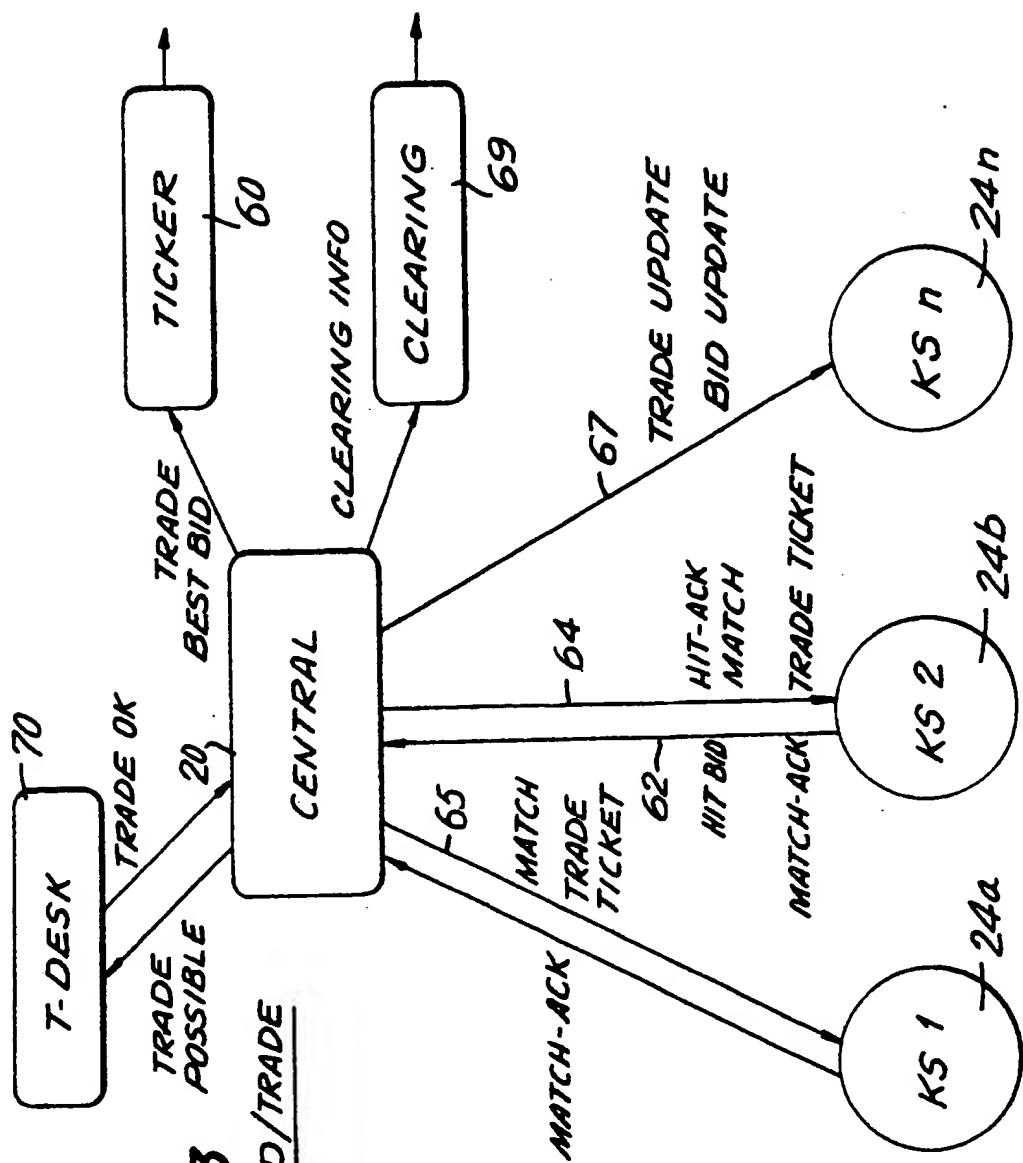 T-DESK
70
TRADE OK
TRADE
POSSIBLE
20
CENTRAL
TRADE
BEST BID
TICKER
60
CLEARING INFO
CLEARING
69
3
D/TRADE
MATCH-ACK
65
MATCH
TRADE
TICKET
62
HIT BID
MATCH-ACK
64
HIT-ACK
MATCH
TRADE TICKET
67
TRADE UPDATE
BID UPDATE
KS 1
24a
KS 2
24b
KS n
24n